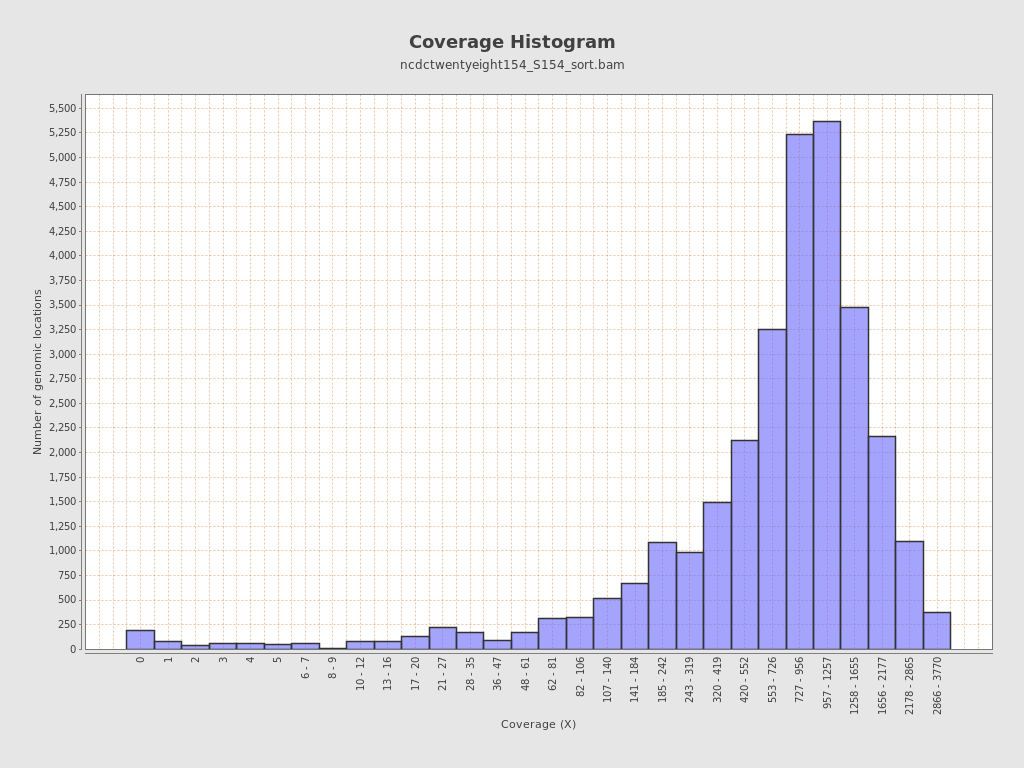 Coverage Histogram
ncdctwentyeight154_S154_sort.bam
Number of genomic locations
5,500
5,250
5,000
4,750
4,500
4,250
4,000
3,750
3,500
3,250
3,000
2,750
2,500
2,250
2,000
1,750
1,500
1,250
1,000
750
500
250
0
0
1
2
3
4
5
6 - 7
8 - 9
10 - 12
13 - 16
17 - 20
21 - 27
28 - 35
36 - 47
48 - 61
62 - 81
82 - 106
107 - 140
141 - 184
185 - 242
243 - 319
320 - 419
420 - 552
553 - 726
727 - 956
957 - 1257
1258 - 1655
1656 - 2177
2178 - 2865
2866 - 3770
Coverage (X)